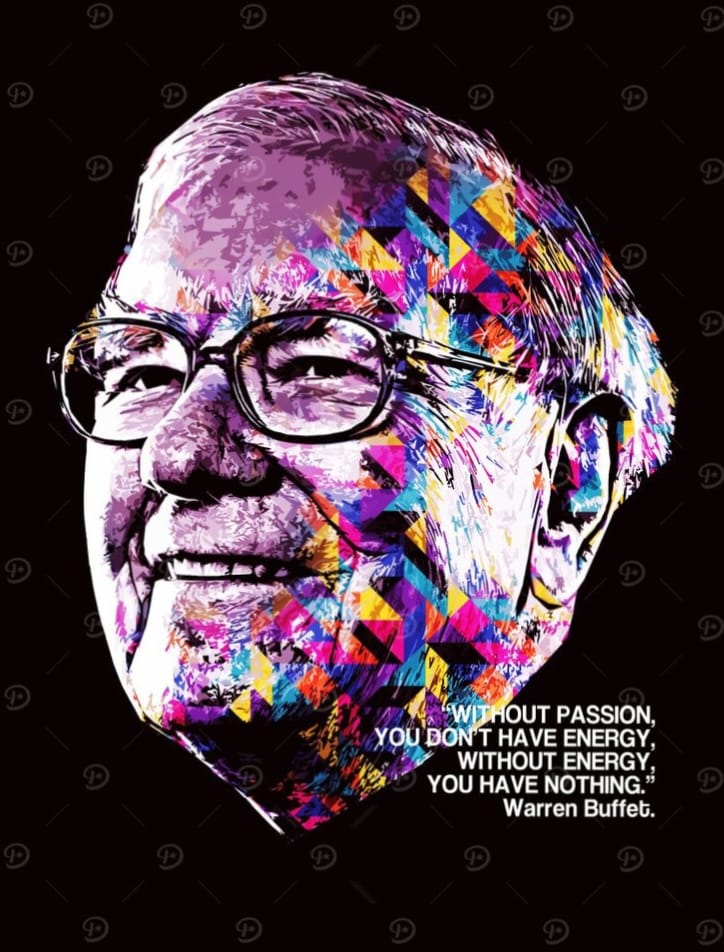 “WITHOUT PASSION,
YOU DON'T HAVE ENERGY,
WITHOUT ENERGY,
YOU HAVE NOTHING.”
Warren Buffet.